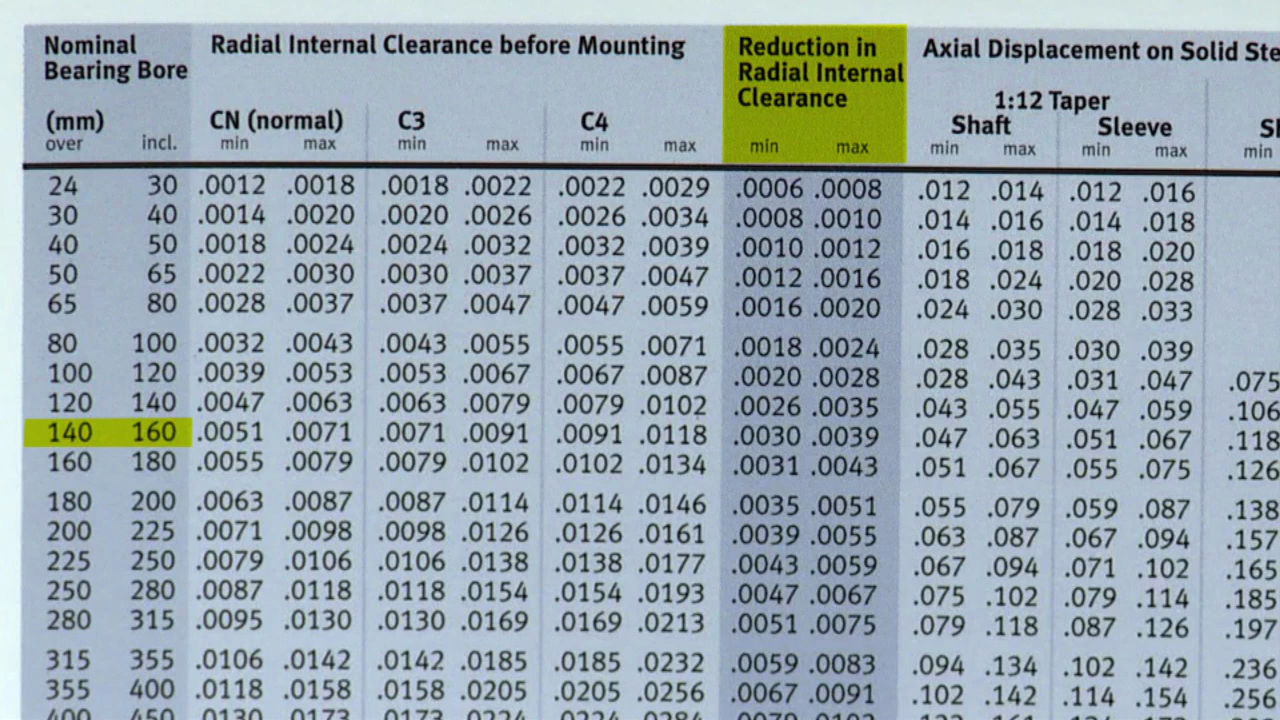 Nominal Radial Internal Clearance before Mounting Reduction in Axial Displacement on Solid Ste
Bearing Bore Radial Internal
Clearance 1:12 Taper
(mm) CN (normal) C3 C4 Shaft Sleeve
over incl. min max min max min max min max min max min max min
24 30 .0012 .0018 .0018 .0022 .0022 .0029 .0006 .0008 .012 .014 .012 .016
30 40 .0014 .0020 .0020 .0026 .0026 .0034 .0008 .0010 .014 .016 .014 .018
40 50 .0018 .0024 .0024 .0032 .0032 .0039 .0010 .0012 .016 .018 .018 .020
50 65 .0022 .0030 .0030 .0037 .0037 .0047 .0012 .0016 .018 .024 .020 .028
65 80 .0028 .0037 .0037 .0047 .0047 .0059 .0016 .0020 .024 .030 .028 .033
80 100 .0032 .0043 .0043 .0055 .0055 .0071 .0018 .0024 .028 .035 .030 .039
100 120 .0039 .0053 .0053 .0067 .0067 .0087 .0020 .0028 .028 .043 .031 .047 .075
120 140 .0047 .0063 .0063 .0079 .0079 .0102 .0026 .0035 .043 .055 .047 .059 .106
140 160 .0051 .0071 .0071 .0091 .0091 .0118 .0030 .0039 .047 .063 .051 .067 .118
160 180 .0055 .0079 .0079 .0102 .0102 .0134 .0031 .0043 .051 .067 .055 .075 .126
180 200 .0063 .0087 .0087 .0114 .0114 .0146 .0035 .0051 .055 .079 .059 .087 .138
200 225 .0071 .0098 .0098 .0126 .0126 .0161 .0039 .0055 .063 .087 .067 .094 .157
225 250 .0079 .0106 .0106 .0138 .0138 .0177 .0043 .0059 .067 .094 .071 .102 .165
250 280 .0087 .0118 .0118 .0154 .0154 .0193 .0047 .0067 .075 .102 .079 .114 .185
280 315 .0095 .0130 .0130 .0169 .0169 .0213 .0051 .0075 .079 .118 .087 .126 .197
315 355 .0106 .0142 .0142 .0185 .0185 .0232 .0059 .0083 .094 .134 .102 .142 .236
355 400 .0118 .0158 .0158 .0205 .0205 .0256 .0067 .0091 .102 .142 .114 .154 .256